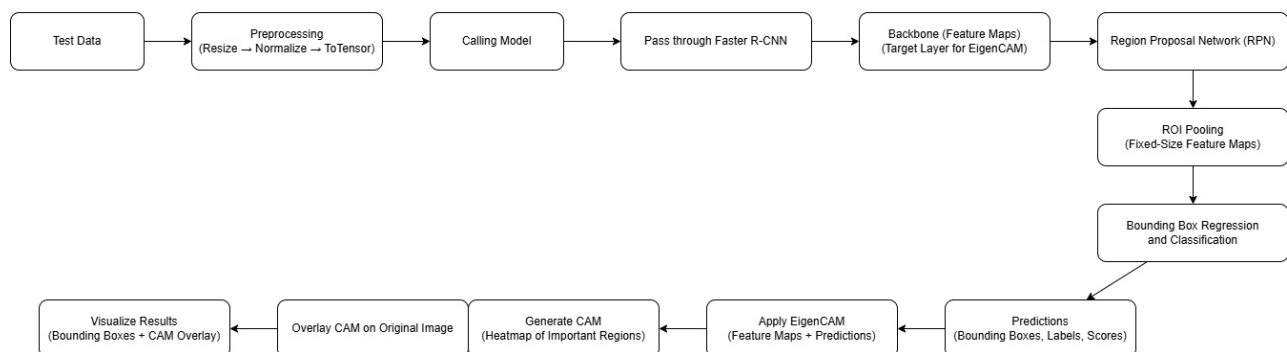 Test Data
Preprocessing
(Resize → Normalize → ToTensor)
Calling Model
Pass through Faster R-CNN
Backbone (Feature Maps)
(Target Layer for EigenCAM)
Region Proposal Network (RPN)
ROI Pooling
(Fixed-Size Feature Maps)
Bounding Box Regression
and Classification
Predictions
(Bounding Boxes, Labels, Scores)
Apply EigenCAM
(Feature Maps + Predictions)
Generate CAM
(Heatmap of Important Regions)
Overlay CAM on Original Image
Visualize Results
(Bounding Boxes + CAM Overlay)